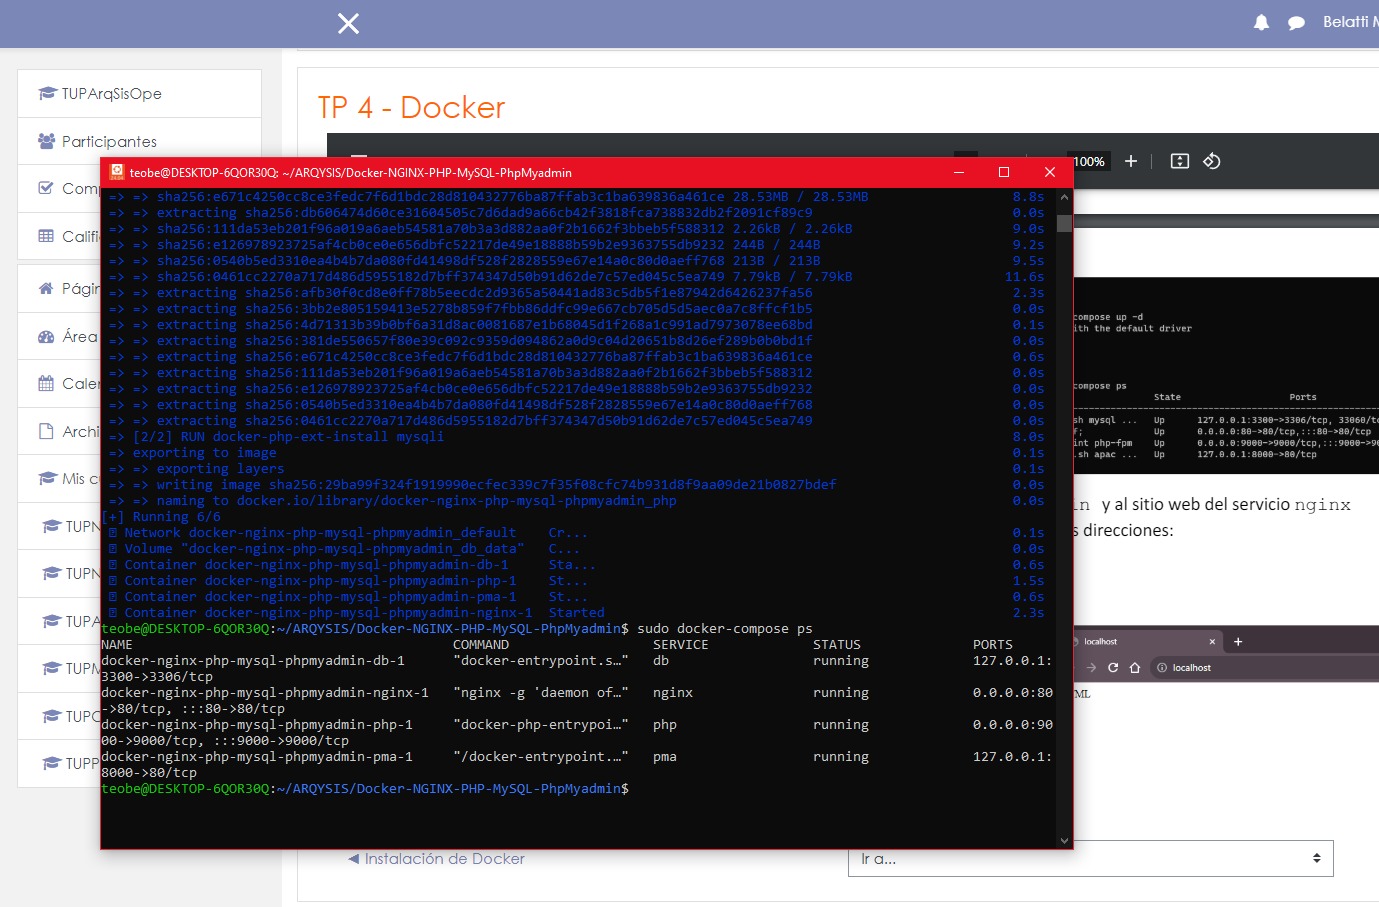 Belatti M
TUPArqSisOpe
Participantes
Com
Calific
Págin
Área
Calen
Archi
Mis cu
TUPN
TUPN
TUPA
TUPM
TUPC
TUPP
TP 4 - Docker
100%
teobe@DESKTOP-6QOR30Q: ~/ARQYSIS/Docker-NGINX-PHP-MySQL-PhpMyadmin
=> => sha256:e671c4250cc8ce3fedc7f6d1bdc28d810432776ba87ffab3c1ba639836a461ce 28.53MB / 28.53MB 8.8s
=> => extracting sha256:db606474d60ce31604505c7d6dad9a66cb42f3818fca738832db2f2091cf89c9 0.0s
=> => sha256:111da53eb201f96a019a6aeb54581a70b3a3d882aa0f2b1662f3bbeb5f588312 2.26kB / 2.26kB 9.0s
=> => sha256:e126978923725af4cb0ce0e656dbfc52217de49e18888b59b2e9363755db9232 244B / 244B 9.2s
=> => sha256:0540b5ed3310ea4b4b7da080fd41498df528f2828559e67e14a0c80d0aeff768 213B / 213B 9.5s
=> => sha256:0461cc2270a717d486d5955182d7bff374347d50b91d62de7c57ed045c5ea749 7.79kB / 7.79kB 11.6s
=> => extracting sha256:afb30f0cd8e0ff78b5eecdc2d9365a50441ad83c5db5f1e87942d6426237fa56 2.3s
=> => extracting sha256:3bb2e805159413e5278b859f7fbb86ddfc99e667cb705d5d5aec0a7c8ffcf1b5 0.0s
=> => extracting sha256:4d71313b39b0bf6a31d8ac0081687e1b68045d1f268a1c991ad7973078ee68bd 0.1s
=> => extracting sha256:381de550657f80e39c092c9359d094862a0d9c04d20651b8d26ef289b0b0bd1f 0.0s
=> => extracting sha256:e671c4250cc8ce3fedc7f6d1bdc28d810432776ba87ffab3c1ba639836a461ce 0.6s
=> => extracting sha256:111da53eb201f96a019a6aeb54581a70b3a3d882aa0f2b1662f3bbeb5f588312 0.0s
=> => extracting sha256:e126978923725af4cb0ce0e656dbfc52217de49e18888b59b2e9363755db9232 0.0s
=> => extracting sha256:0540b5ed3310ea4b4b7da080fd41498df528f2828559e67e14a0c80d0aeff768 0.0s
=> => extracting sha256:0461cc2270a717d486d5955182d7bff374347d50b91d62de7c57ed045c5ea749 0.0s
=> [2/2] RUN docker-php-ext-install mysqli 8.0s
=> exporting to image 0.1s
=> => exporting layers 0.1s
=> => writing image sha256:29ba99f324f1919990ecfec339c7f35f08cfc74b931d8f9aa09de21b0827bdef 0.0s
=> => naming to docker.io/library/docker-nginx-php-mysql-phpmyadmin_php 0.0s
[+] Running 6/6
Network docker-nginx-php-mysql-phpmyadmin_default Cr... 0.1s
Volume "docker-nginx-php-mysql-phpmyadmin_db_data" C... 0.0s
Container docker-nginx-php-mysql-phpmyadmin-db-1 Sta... 0.6s
Container docker-nginx-php-mysql-phpmyadmin-php-1 St... 1.5s
Container docker-nginx-php-mysql-phpmyadmin-pma-1 St... 0.6s
Container docker-nginx-php-mysql-phpmyadmin-nginx-1 Started 2.3s
teobe@DESKTOP-6QOR30Q:~/ARQYSIS/Docker-NGINX-PHP-MySQL-PhpMyadmin$ sudo docker-compose ps
NAME COMMAND SERVICE STATUS PORTS
docker-nginx-php-mysql-phpmyadmin-db-1 "docker-entrypoint.s…" db running 127.0.0.1:
3300->3306/tcp
docker-nginx-php-mysql-phpmyadmin-nginx-1 "nginx -g 'daemon of…" nginx running 0.0.0.0:80
->80/tcp, :::80->80/tcp
docker-nginx-php-mysql-phpmyadmin-php-1 "docker-php-entrypoi…" php running 0.0.0.0:90
00->9000/tcp, :::9000->9000/tcp
docker-nginx-php-mysql-phpmyadmin-pma-1 "/docker-entrypoint.…" pma running 127.0.0.1:
8000->80/tcp
teobe@DESKTOP-6QOR30Q:~/ARQYSIS/Docker-NGINX-PHP-MySQL-PhpMyadmin$
compose up -d
ith the default driver
compose ps
State Ports
sh mysql ... Up 127.0.0.1:3300->3306/tcp, 33060/
f; Up 0.0.0.0:80->80/tcp,:::80->80/tcp
int php-fpm Up 0.0.0.0:9000->9000/tcp,:::9000->9
.sh apac ... Up 127.0.0.1:8000->80/tcp
in y al sitio web del servicio nginx
s direcciones:
localhost
localhost
ML
◄ Instalación de Docker
Ir a...